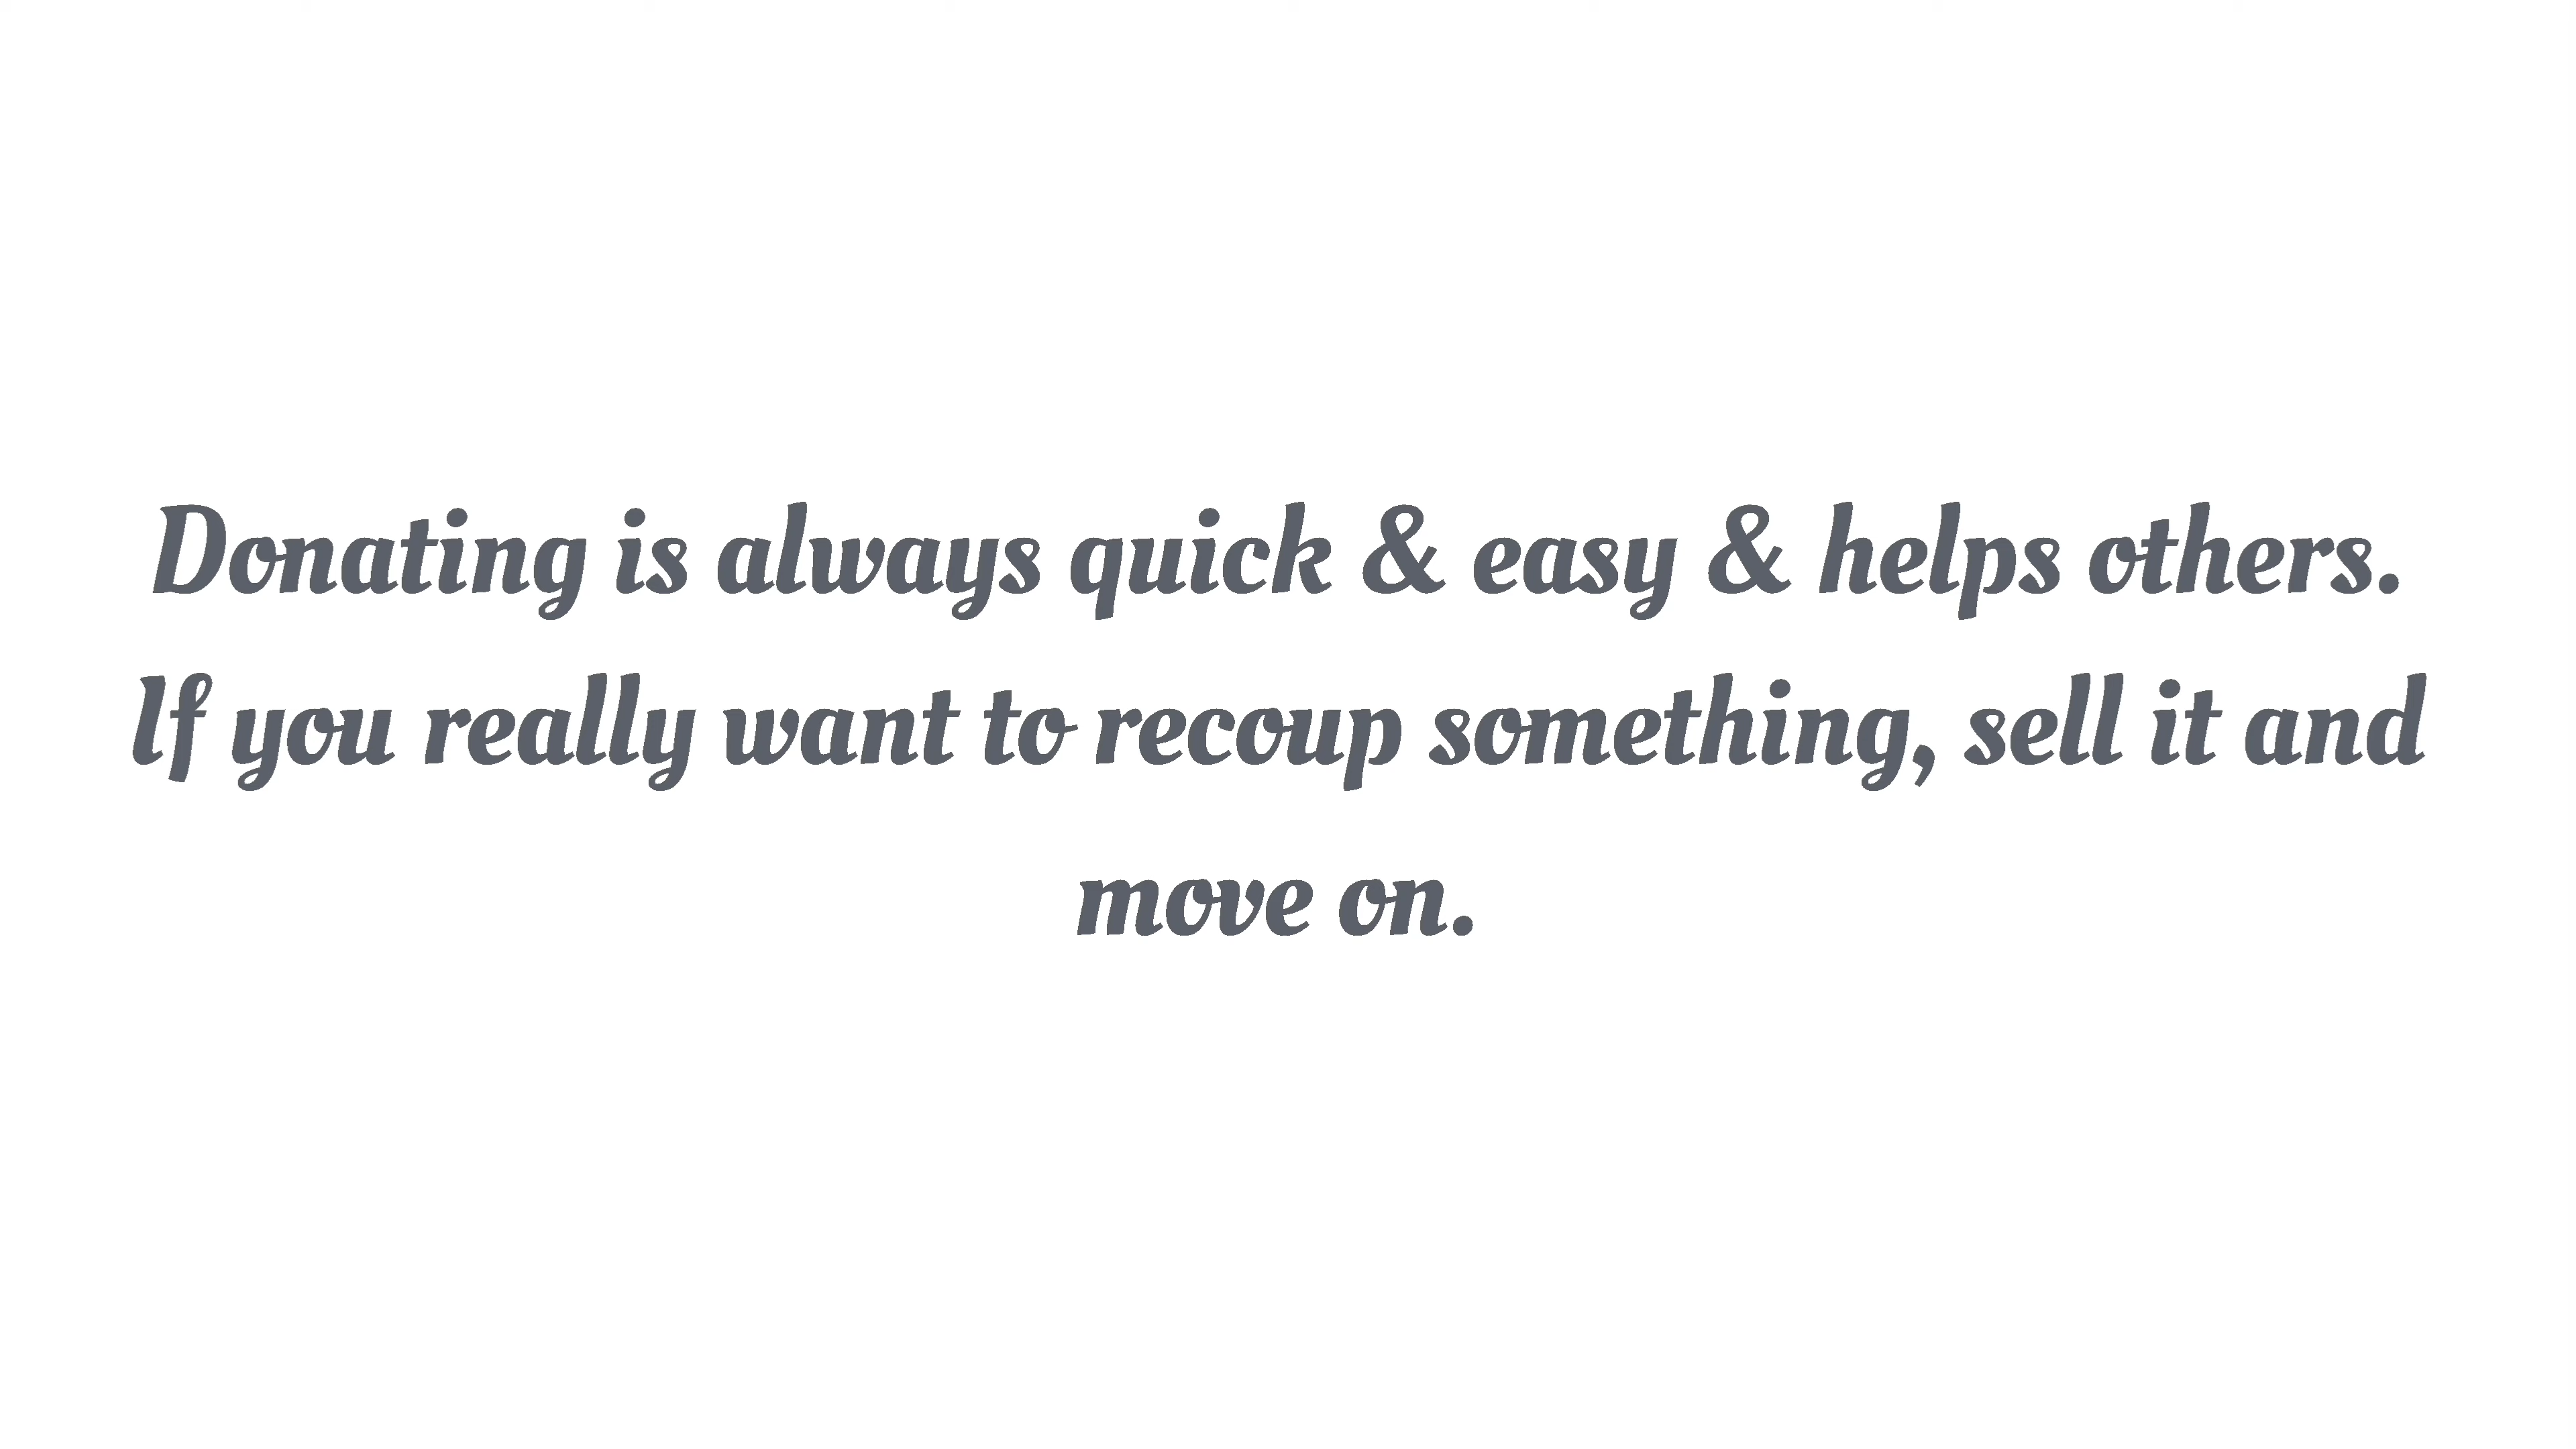 Donating is always quick & easy & helps others.
If you really want to recoup something, sell it and
move on.